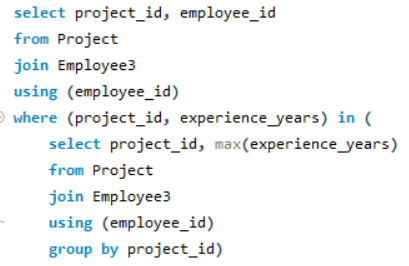 select project_id, employee_id
from Project
join Employee3
using (employee_id)
where (project_id, experience_years) in (
select project_id, max(experience_years)
from Project
join Employee3
using (employee_id)
group by project_id)